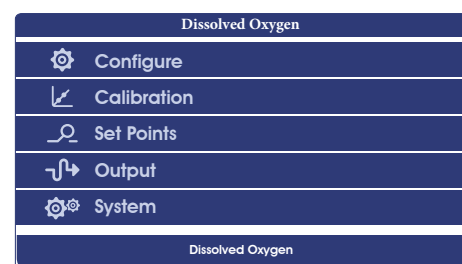 Dissolved Oxygen
Configure
Calibration
Set Points
Output
System
Dissolved Oxygen